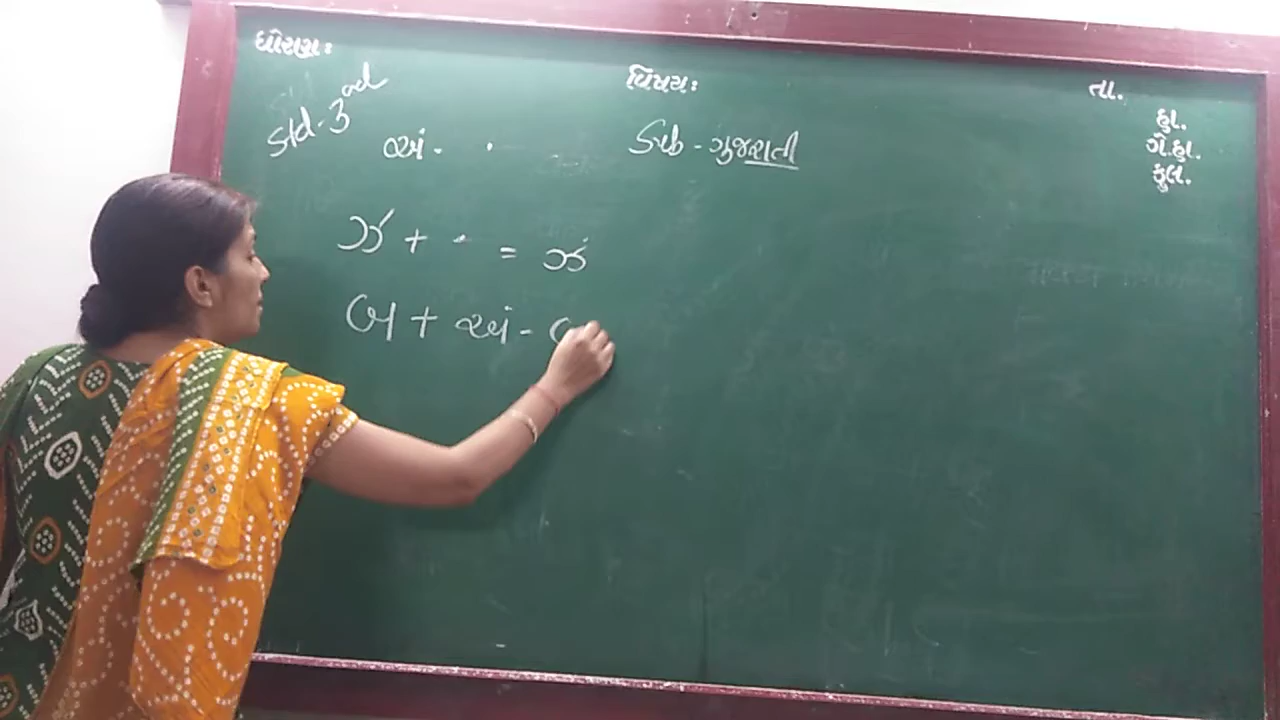 ધોરણઃ
વિષયઃ
તા.
હા.
ગે.હા.
કુલ.
Std-3rd
અં -  ં
Sub - ગુજરાતી
ઝ +  ં = ઝં
બ + અં -